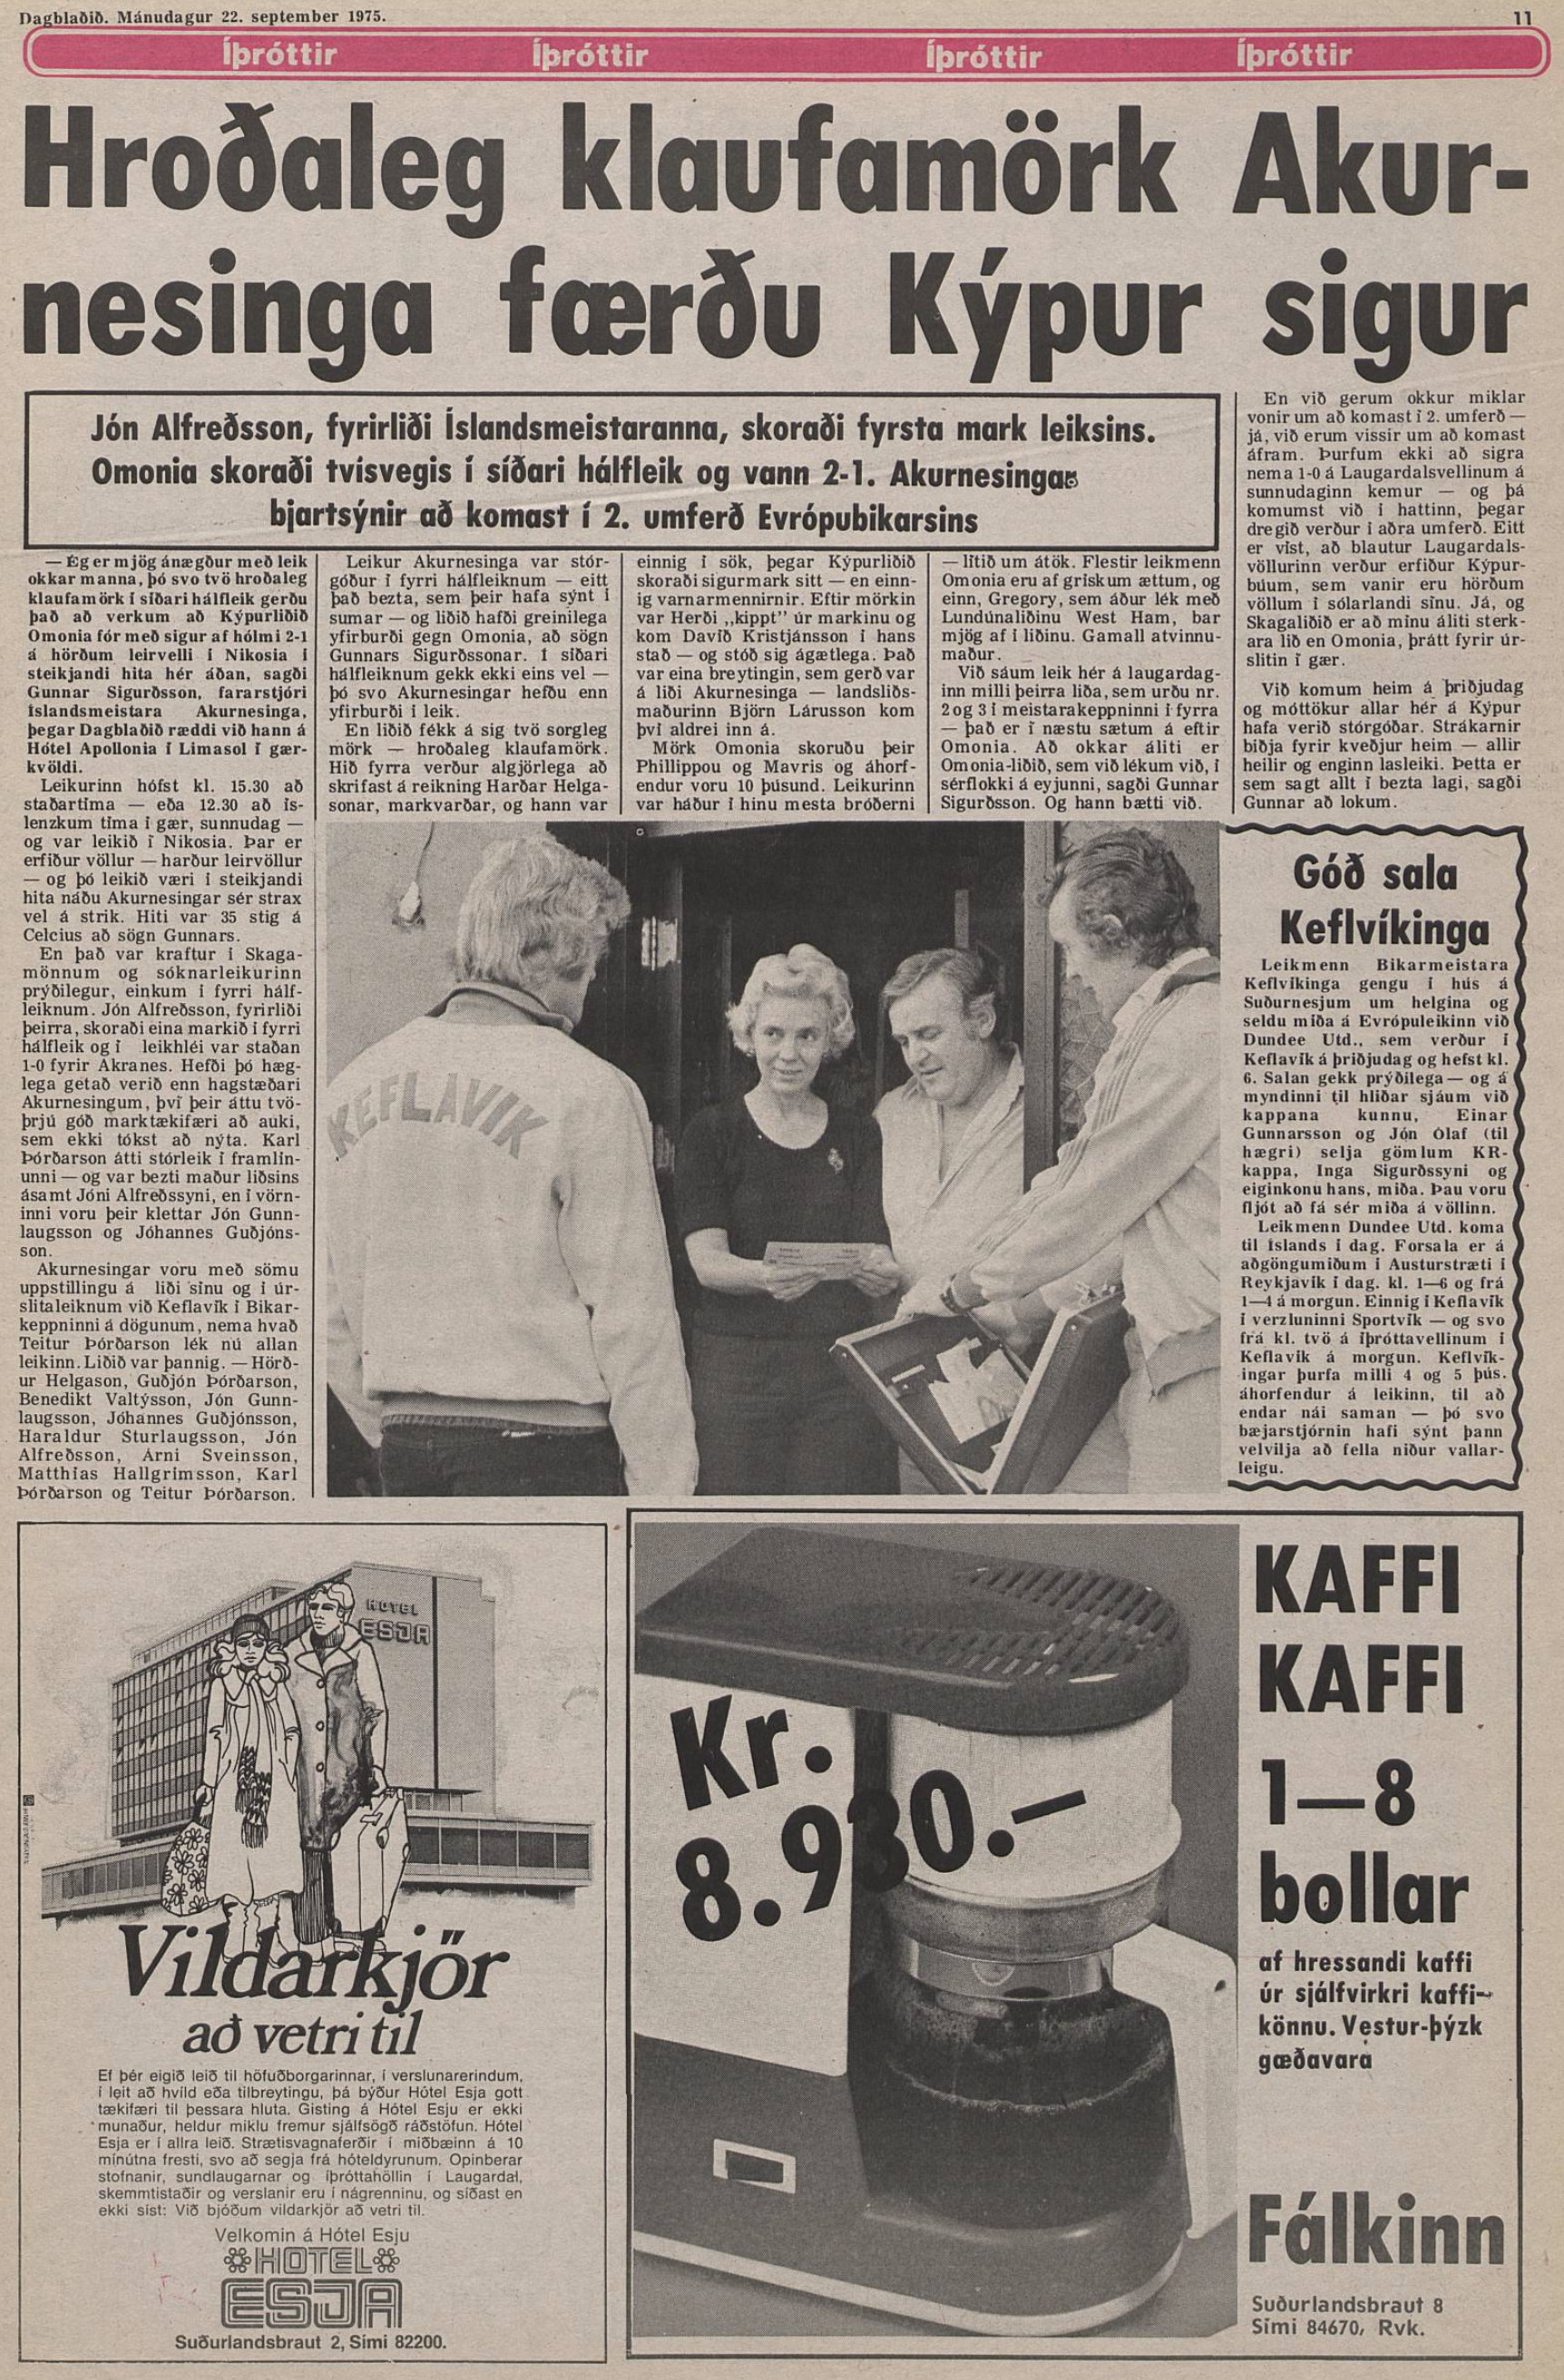 Dagblaðið. Mánudagur 22. september 1975.
11
Íþróttir Íþróttir Íþróttir Íþróttir
Hroðaleg klaufamörk Akur-
nesinga færðu Kýpur sigur
Jón Alfreðsson, fyrirliði Íslandsmeistaranna, skoraði fyrsta mark leiksins.
Omonia skoraði tvisvegis í síðari hálfleik og vann 2-1. Akurnesingar
bjartsýnir að komast í 2. umferð Evrópubikarsins
— Ég er mjög ánægður með leik
okkar manna, þó svo tvö hroðaleg
klaufamörk í síðari hálfleik gerðu
það að verkum að Kýpurliðið
Omonia fór með sigur af hólmi 2-1
á hörðum leirvelli í Nikosia í
steikjandi hita hér áðan, sagði
Gunnar Sigurðsson, fararstjóri
Íslandsmeistara Akurnesinga,
þegar Dagblaðið ræddi við hann á
Hótel Apollonia í Limasol í gær-
kvöldi.
Leikurinn hófst kl. 15.30 að
staðartíma — eða 12.30 að ís-
lenzkum tíma í gær, sunnudag —
og var leikið í Nikosia. Þar er
erfiður völlur — harður leirvöllur
— og þó leikið væri í steikjandi
hita náðu Akurnesingar sér strax
vel á strik. Hiti var 35 stig á
Celcius að sögn Gunnars.
En það var kraftur í Skaga-
mönnum og sóknarleikurinn
prýðilegur, einkum í fyrri hálf-
leiknum. Jón Alfreðsson, fyrirliði
þeirra, skoraði eina markið í fyrri
hálfleik og í leikhléi var staðan
1-0 fyrir Akranes. Hefði þó hæg-
lega getað verið enn hagstæðari
Akurnesingum, því þeir áttu tvö-
þrjú góð marktækifæri að auki,
sem ekki tókst að nýta. Karl
Þórðarson átti stórleik í framlín-
unni — og var bezti maður liðsins
ásamt Jóni Alfreðssyni, en í vörn-
inni voru þeir klettar Jón Gunn-
laugsson og Jóhannes Guðjóns-
son.
Akurnesingar voru með sömu
uppstillingu á liði sínu og í úr-
slitaleiknum við Keflavík í Bikar-
keppninni á dögunum, nema hvað
Teitur Þórðarson lék nú allan
leikinn. Liðið var þannig. — Hörð-
ur Helgason, Guðjón Þórðarson,
Benedikt Valtýsson, Jón Gunn-
laugsson, Jóhannes Guðjónsson,
Haraldur Sturlaugsson, Jón
Alfreðsson, Árni Sveinsson,
Matthías Hallgrímsson, Karl
Þórðarson og Teitur Þórðarson.
Leikur Akurnesinga var stór-
góður í fyrri hálfleiknum — eitt
það bezta, sem þeir hafa sýnt í
sumar — og liðið hafði greinilega
yfirburði gegn Omonia, að sögn
Gunnars Sigurðssonar. Í síðari
hálfleiknum gekk ekki eins vel —
þó svo Akurnesingar hefðu enn
yfirburði í leik.
En liðið fékk á sig tvö sorgleg
mörk — hroðaleg klaufamörk.
Hið fyrra verður algjörlega að
skrifast á reikning Harðar Helga-
sonar, markvarðar, og hann var
einnig í sök, þegar Kýpurliðið
skoraði sigurmark sitt — en einn-
ig varnarmennirnir. Eftir mörkin
var Herði „kippt” úr markinu og
kom Davíð Kristjánsson í hans
stað — og stóð sig ágætlega. Það
var eina breytingin, sem gerð var
á liði Akurnesinga — landsliðs-
maðurinn Björn Lárusson kom
því aldrei inn á.
Mörk Omonia skoruðu þeir
Phillippou og Mavris og áhorf-
endur voru 10 þúsund. Leikurinn
var háður í hinu mesta bróðerni
— lítið um átök. Flestir leikmenn
Omonia eru af grískum ættum, og
einn, Gregory, sem áður lék með
Lundúnaliðinu West Ham, bar
mjög af í liðinu. Gamall atvinnu-
maður.
Við sáum leik hér á laugardag-
inn milli þeirra liða, sem urðu nr.
2 og 3 í meistarakeppninni í fyrra
— það er í næstu sætum á eftir
Omonia. Að okkar áliti er
Omonia-liðið, sem við lékum við, í
sérflokki á eyjunni, sagði Gunnar
Sigurðsson. Og hann bætti við.
En við gerum okkur miklar
vonir um að komast í 2. umferð —
já, við erum vissir um að komast
áfram. Þurfum ekki að sigra
nema 1-0 á Laugardalsvellinum á
sunnudaginn kemur — og þá
komumst við í hattinn, þegar
dregið verður í aðra umferð. Eitt
er víst, að blautur Laugardals-
völlurinn verður erfiður Kýpur-
búum, sem vanir eru hörðum
völlum í sólarlandi sínu. Já, og
Skagaliðið er að mínu áliti sterk-
ara lið en Omonia, þrátt fyrir úr-
slitin í gær.
Við komum heim á þriðjudag
og móttökur allar hér á Kýpur
hafa verið stórgóðar. Strákarnir
biðja fyrir kveðjur heim — allir
heilir og enginn lasleiki. Þetta er
sem sagt allt í bezta lagi, sagði
Gunnar að lokum.
KEFLAVIK
Góð sala
Keflvíkinga
Leikmenn Bikarmeistara
Keflvíkinga gengu í hús á
Suðurnesjum um helgina og
seldu miða á Evrópuleikinn við
Dundee Utd., sem verður í
Keflavík á þriðjudag og hefst kl.
6. Salan gekk prýðilega — og á
myndinni til hliðar sjáum við
kappana kunnu, Einar
Gunnarsson og Jón Ólaf (til
hægri) selja gömlum KR-
kappa, Inga Sigurðssyni og
eiginkonu hans, miða. Þau voru
fljót að fá sér miða á völlinn.
Leikmenn Dundee Utd. koma
til Íslands í dag. Forsala er á
aðgöngumiðum í Austurstræti í
Reykjavík í dag. kl. 1—6 og frá
1—4 á morgun. Einnig í Keflavík
í verzluninni Sportvík — og svo
frá kl. tvö á íþróttavellinum í
Keflavík á morgun. Keflvík-
ingar þurfa milli 4 og 5 þús.
áhorfendur á leikinn, til að
endar nái saman — þó svo
bæjarstjórnin hafi sýnt þann
velvilja að fella niður vallar-
leigu.
HOTEL
ESJA
Vildarkjör
að vetri til
Ef þér eigið leið til höfuðborgarinnar, í verslunarerindum,
í leit að hvíld eða tilbreytingu, þá býður Hótel Esja gott
tækifæri til þessara hluta. Gisting á Hótel Esju er ekki
munaður, heldur miklu fremur sjálfsögð ráðstöfun. Hótel
Esja er í allra leið. Strætisvagnaferðir í miðbæinn á 10
mínútna fresti, svo að segja frá hóteldyrunum. Opinberar
stofnanir, sundlaugarnar og íþróttahöllin í Laugardal,
skemmtistaðir og verslanir eru í nágrenninu, og síðast en
ekki síst: Við bjóðum vildarkjör að vetri til.
Velkomin á Hótel Esju
HOTEL
ESJA
Suðurlandsbraut 2, Sími 82200.
Kr.
8.930.—
KAFFI
KAFFI
1—8
bollar
af hressandi kaffi
úr sjálfvirkri kaffi-
könnu. Vestur-þýzk
gæðavara
Fálkinn
Suðurlandsbraut 8
Sími 84670, Rvk.